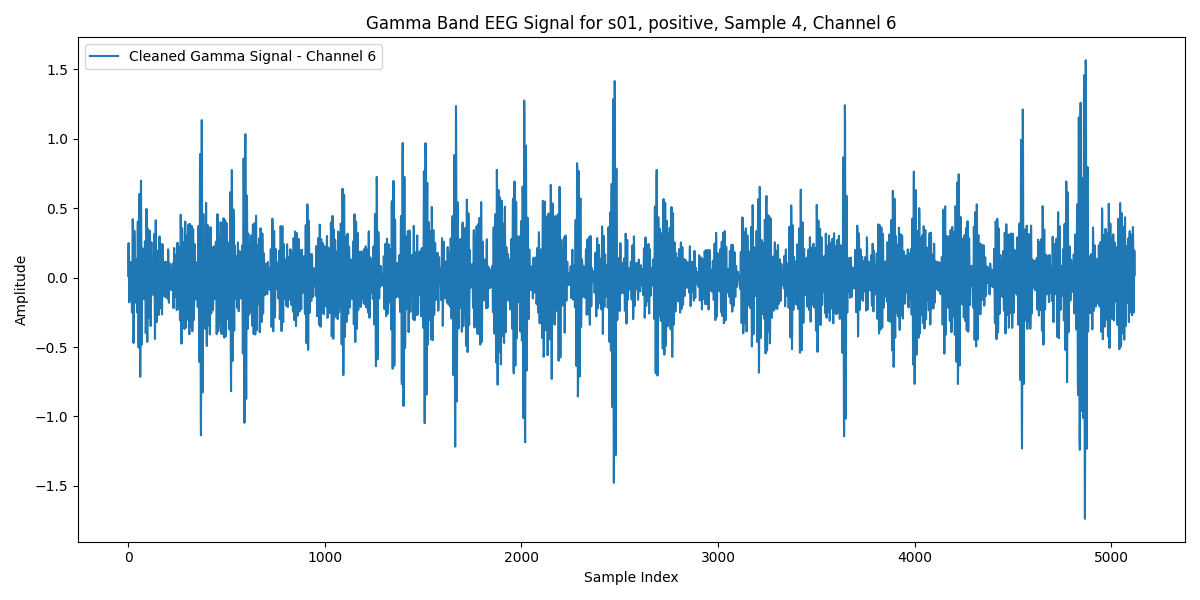 Gamma Band EEG Signal for s01, positive, Sample 4, Channel 6
Cleaned Gamma Signal - Channel 6
1.5
1.0
0.5
0.0
−0.5
−1.0
−1.5
Amplitude
0 1000 2000 3000 4000 5000
Sample Index